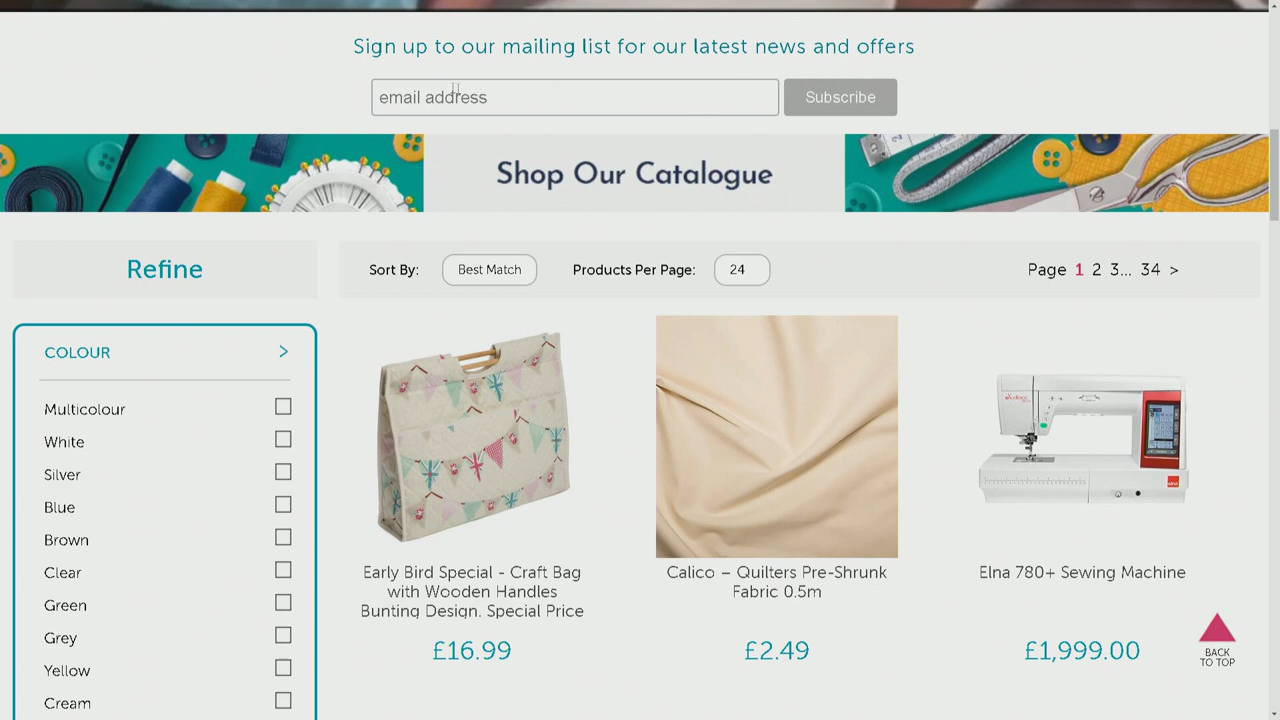 Sign up to our mailing list for our latest news and offers
email address
Subscribe
Shop Our Catalogue
Refine
Sort By:
Best Match
Products Per Page:
24
Page 1 2 3... 34 >
COLOUR >
Multicolour
White
Silver
Blue
Brown
Clear
Green
Grey
Yellow
Cream
Early Bird Special - Craft Bag
with Wooden Handles
Bunting Design. Special Price
£16.99
Calico – Quilters Pre-Shrunk
Fabric 0.5m
£2.49
elna
Elna 780+ Sewing Machine
£1,999.00
BACK
TO TOP